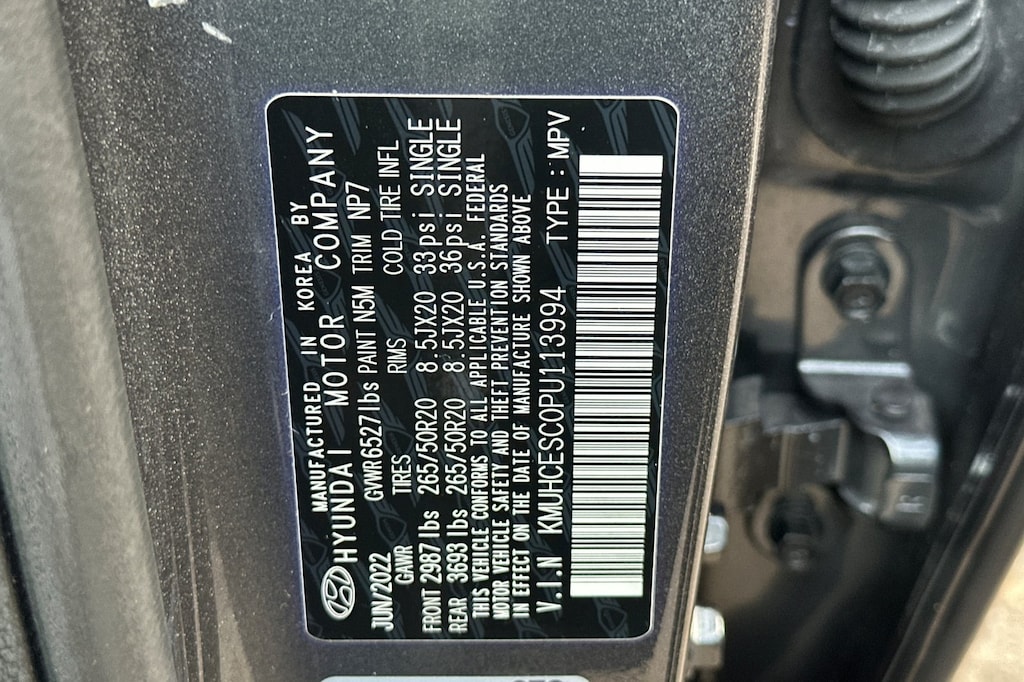 MANUFACTURED IN KOREA BY
HYUNDAI MOTOR COMPANY
JUN/2022 GVWR6527lbs PAINT N5M TRIM NP7
GAWR TIRES RIMS COLD TIRE INFL
FRONT 2987lbs 265/50R20 8.5JX20 33psi SINGLE
REAR 3693lbs 265/50R20 8.5JX20 36psi SINGLE
THIS VEHICLE CONFORMS TO ALL APPLICABLE U.S.A. FEDERAL
MOTOR VEHICLE SAFETY AND THEFT PREVENTION STANDARDS
IN EFFECT ON THE DATE OF MANUFACTURE SHOWN ABOVE
V.I.N KMUHCESC0PU113994 TYPE : MPV